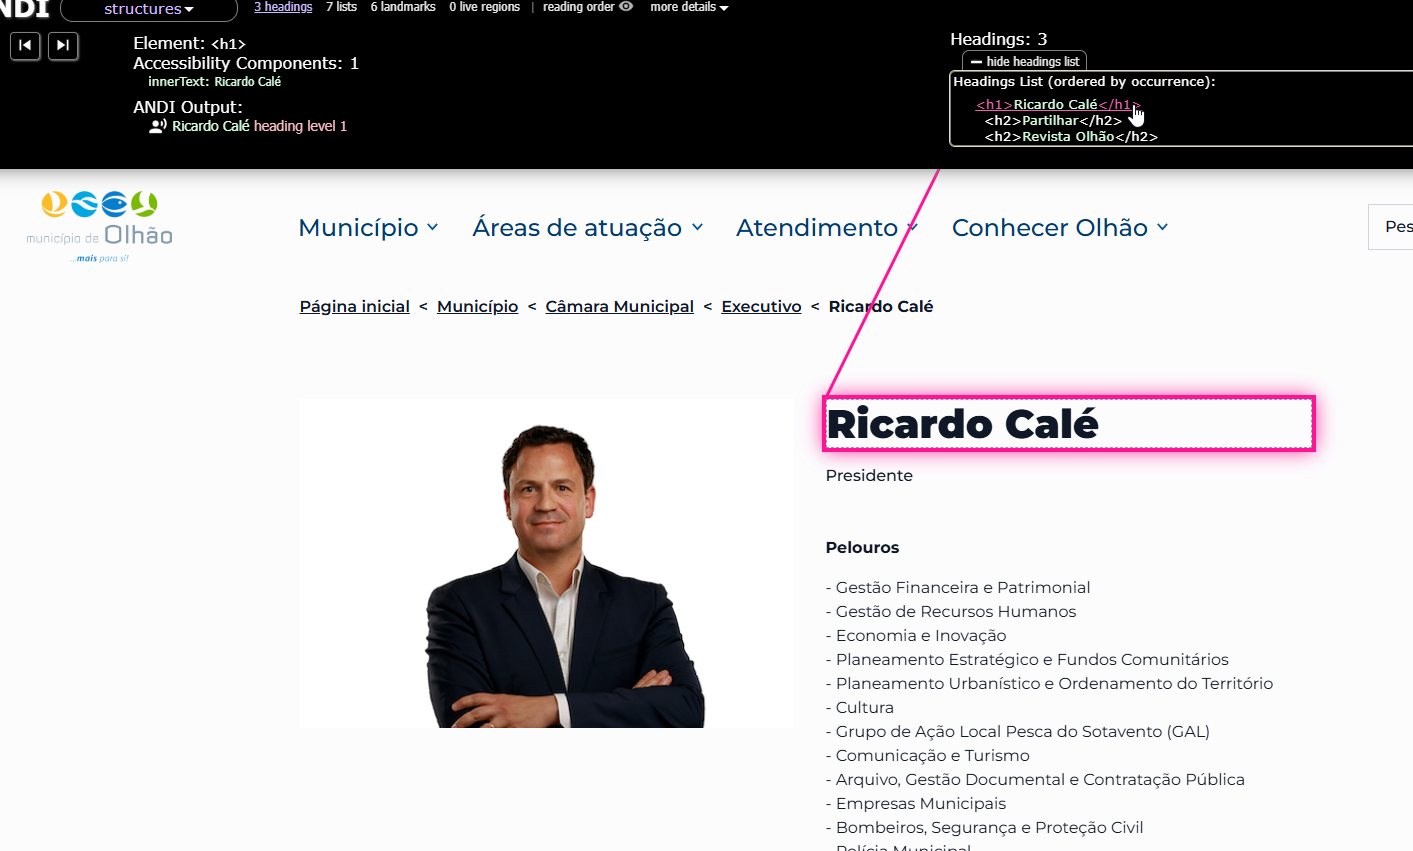 ANDI structures 3 headings 7 lists 6 landmarks 0 live regions | reading order more details
Element: <h1>
Accessibility Components: 1
innerText: Ricardo Calé
ANDI Output:
Ricardo Calé heading level 1
Headings: 3
hide headings list
Headings List (ordered by occurrence):
<h1>Ricardo Calé</h1>
<h2>Partilhar</h2>
<h2>Revista Olhão</h2>
município de Olhão
...mais para si!
Município Áreas de atuação Atendimento Conhecer Olhão Pes
Página inicial < Município < Câmara Municipal < Executivo < Ricardo Calé
Ricardo Calé
Presidente
Pelouros
- Gestão Financeira e Patrimonial
- Gestão de Recursos Humanos
- Economia e Inovação
- Planeamento Estratégico e Fundos Comunitários
- Planeamento Urbanístico e Ordenamento do Território
- Cultura
- Grupo de Ação Local Pesca do Sotavento (GAL)
- Comunicação e Turismo
- Arquivo, Gestão Documental e Contratação Pública
- Empresas Municipais
- Bombeiros, Segurança e Proteção Civil
- Polícia Municipal